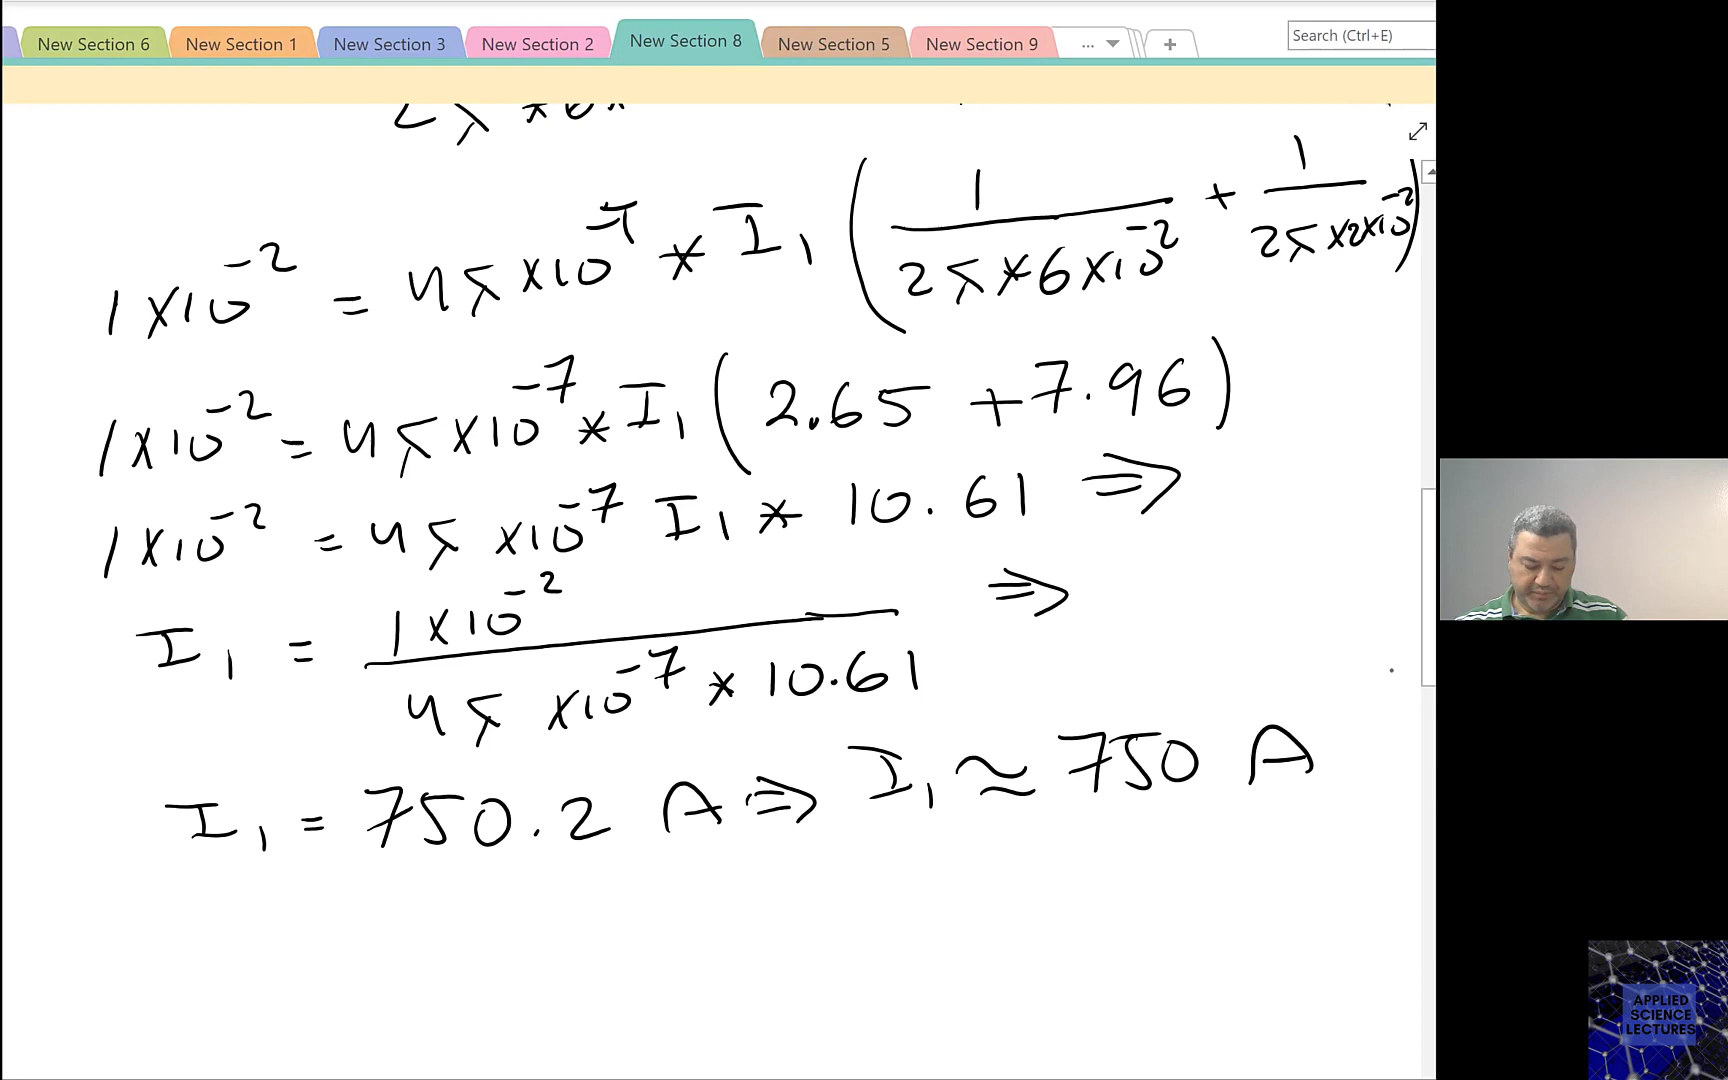 New Section 6
New Section 1
New Section 3
New Section 2
New Section 8
New Section 5
New Section 9
...
+
Search (Ctrl+E)
1×10⁻² = 4π×10⁻⁷ * I₁ (1/(2π*6×10⁻²) + 1/(2π×2×10⁻²))
1×10⁻² = 4π×10⁻⁷ * I₁ (2.65 + 7.96)
1×10⁻² = 4π×10⁻⁷ I₁ * 10.61 ⇒
I₁ = 1×10⁻² / (4π×10⁻⁷ * 10.61) ⇒
I₁ = 750.2 A ⇒ I₁ ≈ 750 A
APPLIED
SCIENCE
LECTURES